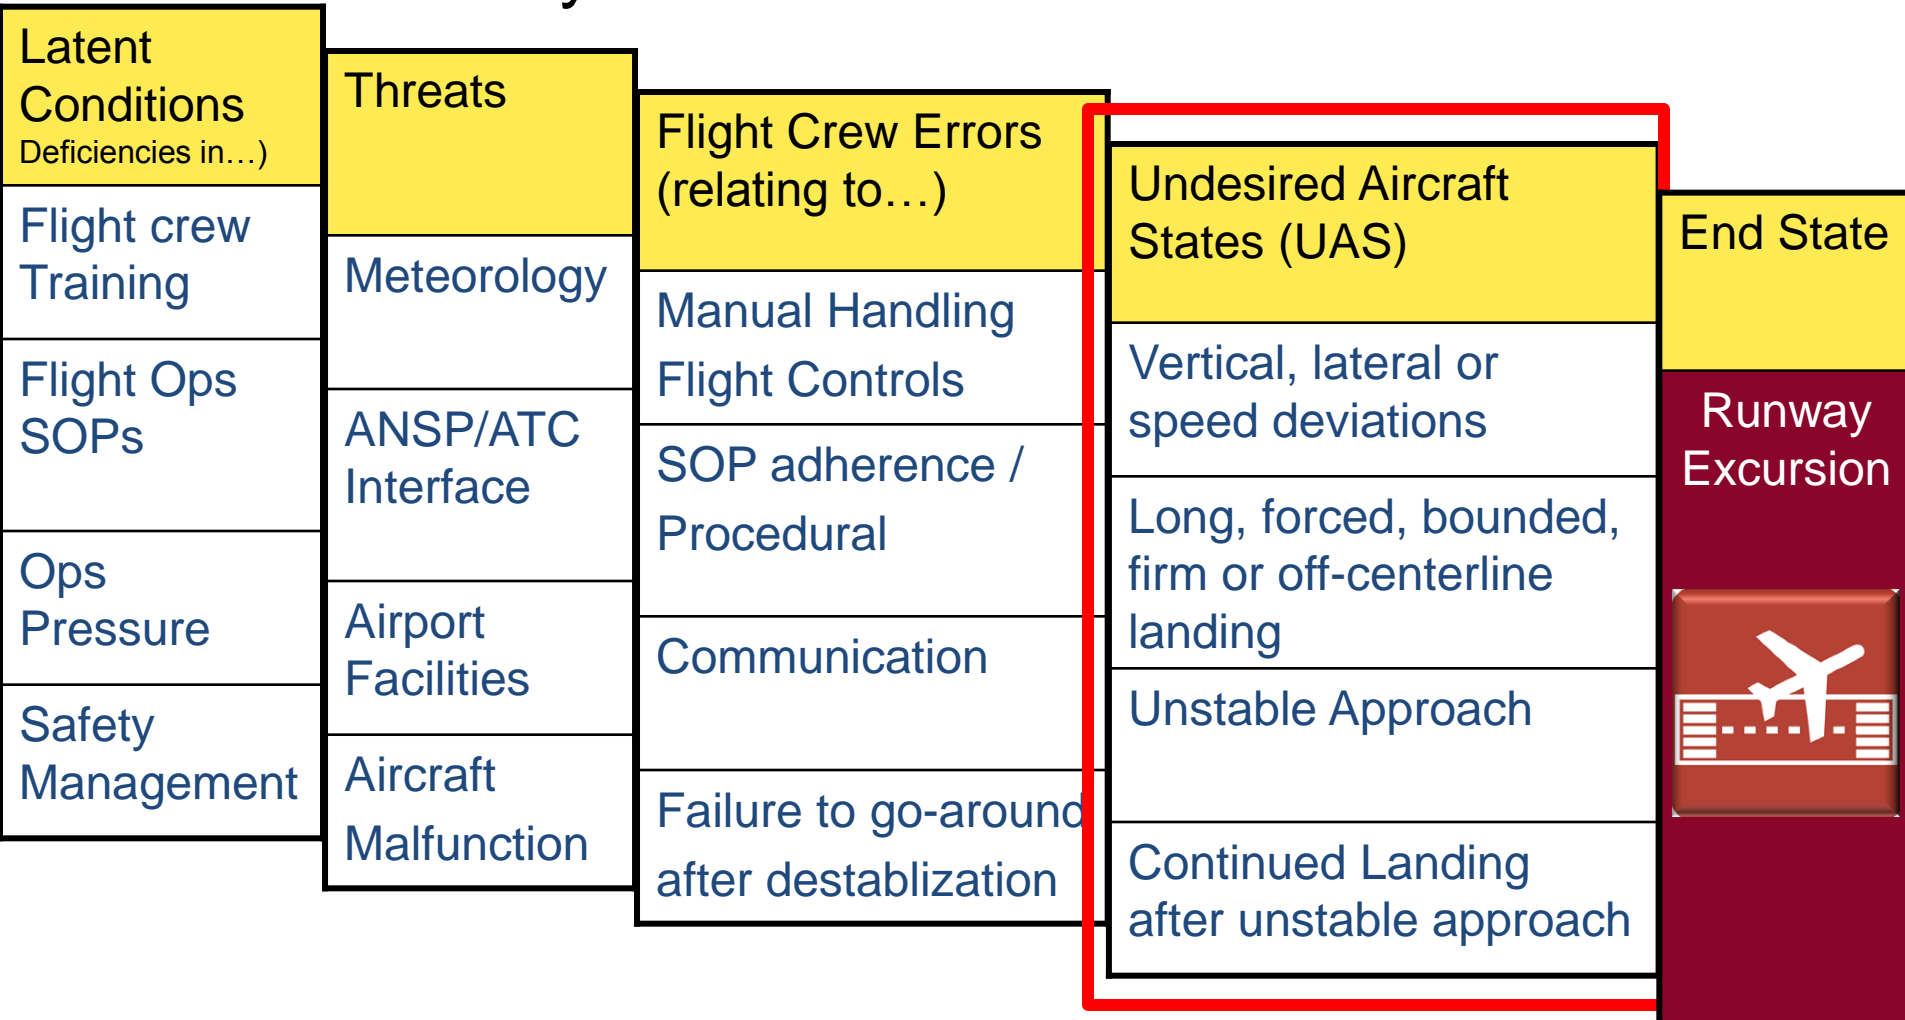 Latent
Conditions
Deficiencies in…)
Flight crew
Training
Flight Ops
SOPs
Ops
Pressure
Safety
Management
Threats
Meteorology
ANSP/ATC
Interface
Airport
Facilities
Aircraft
Malfunction
Flight Crew Errors
(relating to…)
Manual Handling
Flight Controls
SOP adherence /
Procedural
Communication
Failure to go-around
after destablization
Undesired Aircraft
States (UAS)
Vertical, lateral or
speed deviations
Long, forced, bounded,
firm or off-centerline
landing
Unstable Approach
Continued Landing
after unstable approach
End State
Runway
Excursion